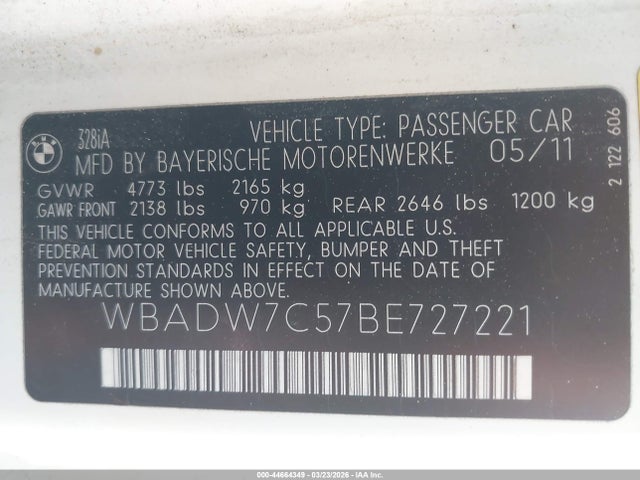 BMW
328iA
VEHICLE TYPE: PASSENGER CAR
MFD BY BAYERISCHE MOTORENWERKE 05/11
GVWR 4773 lbs 2165 kg
GAWR FRONT 2138 lbs 970 kg REAR 2646 lbs 1200 kg
THIS VEHICLE CONFORMS TO ALL APPLICABLE U.S.
FEDERAL MOTOR VEHICLE SAFETY, BUMPER AND THEFT
PREVENTION STANDARDS IN EFFECT ON THE DATE OF
MANUFACTURE SHOWN ABOVE.
WBADW7C57BE727221
2 122 606
000-44664349 | 03/23/2026 | IAA Inc.